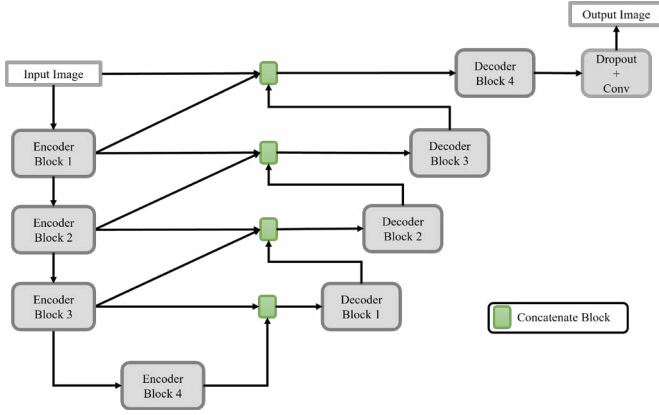 Output Image
Input Image
Decoder
Block 4
Dropout
+
Conv
Encoder
Block 1
Decoder
Block 3
Encoder
Block 2
Decoder
Block 2
Encoder
Block 3
Decoder
Block 1
Concatenate Block
Encoder
Block 4